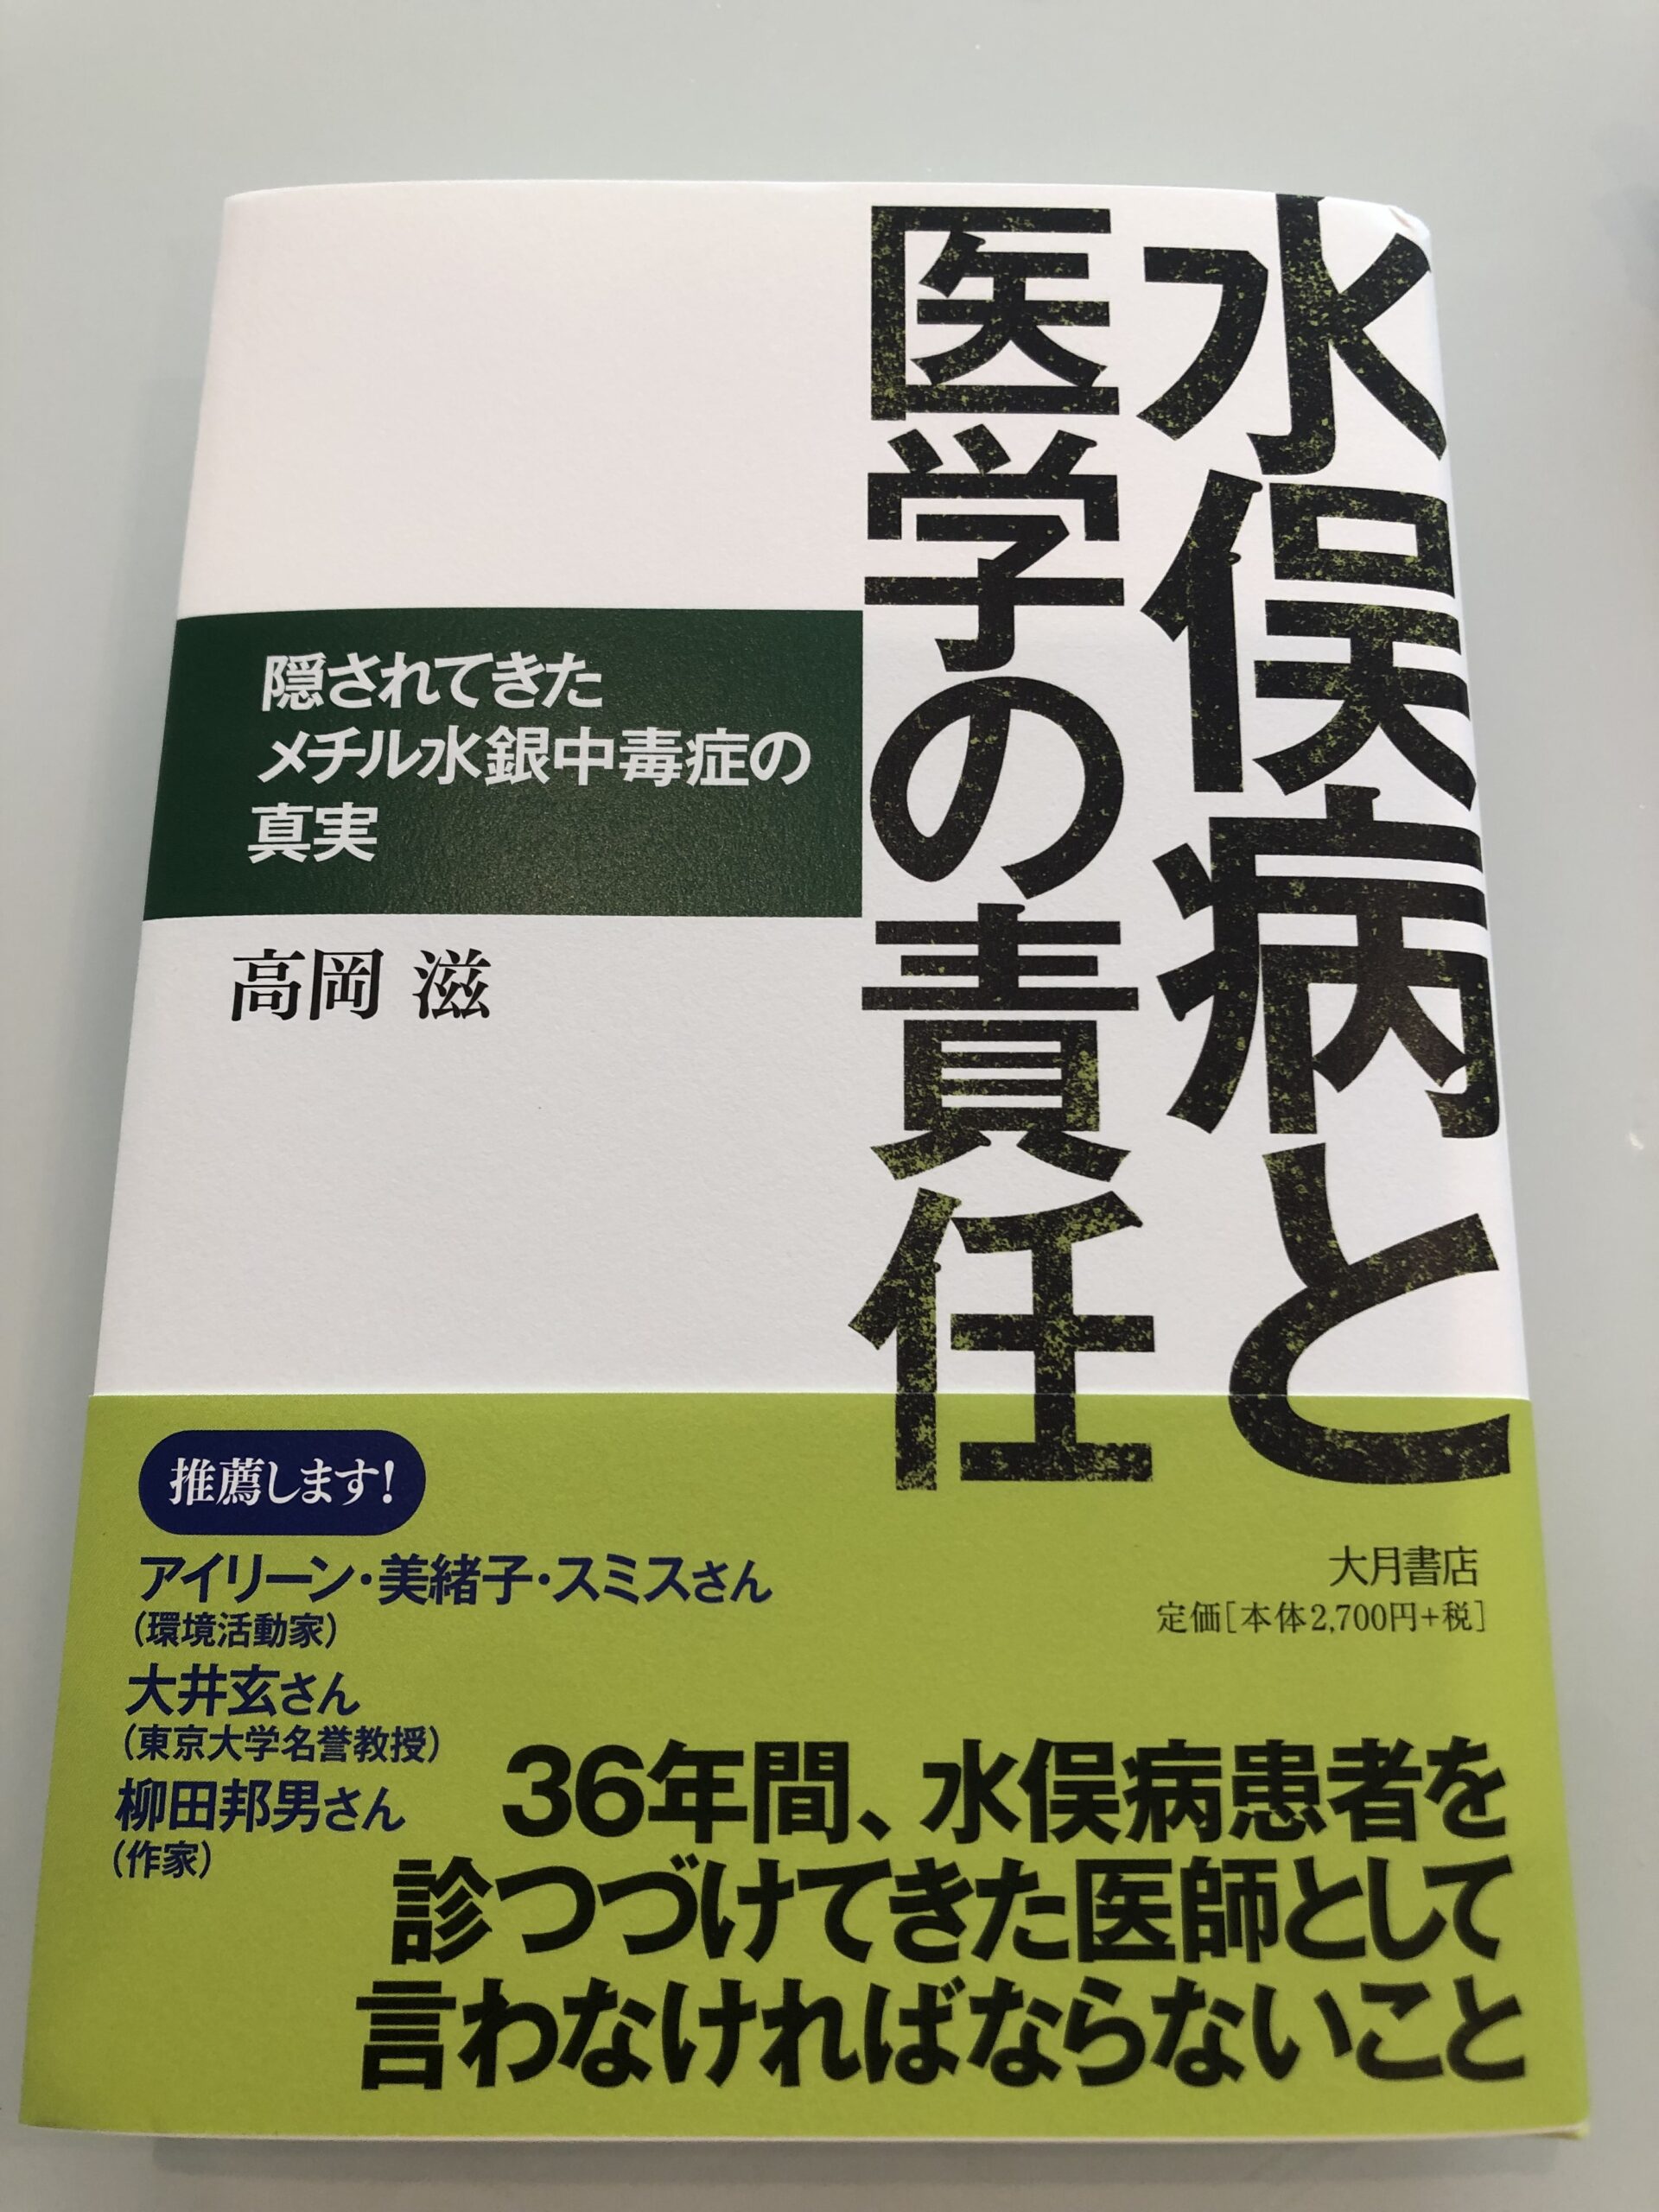 水俣病と
医学の責任
隠されてきた
メチル水銀中毒症の
真実
高岡 滋
推薦します!
アイリーン・美緒子・スミスさん
(環境活動家)
大井玄さん
(東京大学名誉教授)
柳田邦男さん
(作家)
大月書店
定価[本体2,700円+税]
36年間、水俣病患者を
診つづけてきた医師として
言わなければならないこと